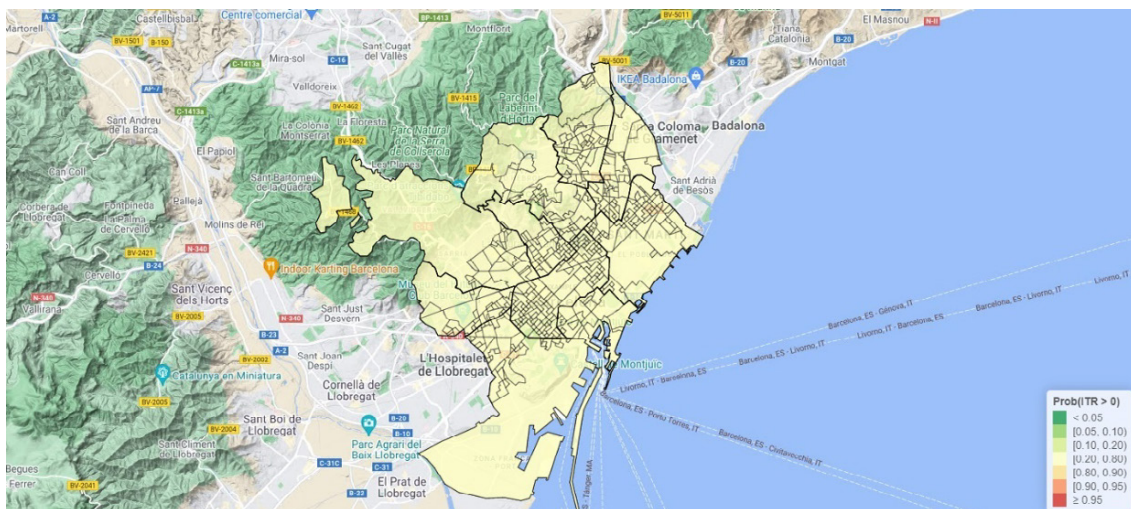 A-2
Castellbisbal
Centre comercial
BP-1413
Montflorit
BV-5011
Tiana
Catalonia
El Masnou
N-II
Martorell
BV-1501
B-150
C-1413a
Mira-sol
Sant Cugat
del Vallès
C-16
BV-5001
B-20
Montgat
B-20
IKEA Badalona
AP-7
C-1413a
Valldoreix
BV-1462
BV-1415
Parc del
Laberint
d'Horta
Sant Andreu
de la Barca
La Colònia
Montserrat
La Floresta
Parc Natural
de la Serra
de Collserola
Badalona
El Papiol
BV-1462
Les Planes
Can Coll
Sant Bartomeu
de la Quadra
Sant Adrià
de Besòs
Corbera de
Llobregat
Fontpineda
La Palma
de Cervelló
Pallejà
Molins de Rei
BV-2421
N-340
B-24
Cervelló
Indoor Karting Barcelona
N-340
Vallirana
Sant Vicenç
dels Horts
BV-2005
Sant Just
Desvern
N-340
B-23
A-2
BV-2002
Sant Joan
Despí
L'Hospitalet
de Llobregat
Montjuïc
Catalunya en Miniatura
BV-2005
Cornellà de
Llobregat
Sant Boi de
Llobregat
B-20
B-10
BV-2004
Sant Climent
de Llobregat
Parc Agrari del
Baix Llobregat
C-31C
C-31
Begues
BV-2041
El Prat de
Llobregat
B-22
Barcelona, ES - Génova, IT
Barcelona, ES - Livorno, IT
Livorno, IT - Barcelona, ES
Livorno, IT - Barcelona, ES
Barcelona, ES - Porto Torres, IT
Barcelona, ES - Civitavecchia, IT
Prob(ITR > 0)
< 0.05
[0.05, 0.10)
[0.10, 0.20)
[0.20, 0.80)
[0.80, 0.90)
[0.90, 0.95)
≥ 0.95